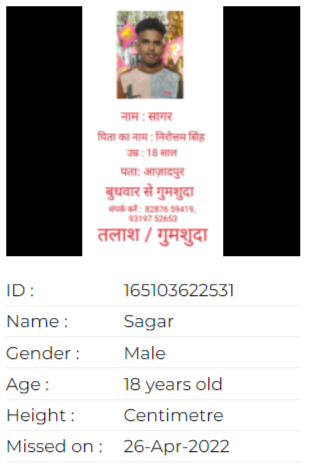 नाम : सागर
पिता का नाम : निरोत्तम सिंह
उम्र : 18 साल
पता: आज़ादपुर
बुधवार से गुमशुदा
संपर्क करें : 82876 59419,
93197 52653
तलाश / गुमशुदा
ID : 165103622531
Name : Sagar
Gender : Male
Age : 18 years old
Height : Centimetre
Missed on : 26-Apr-2022